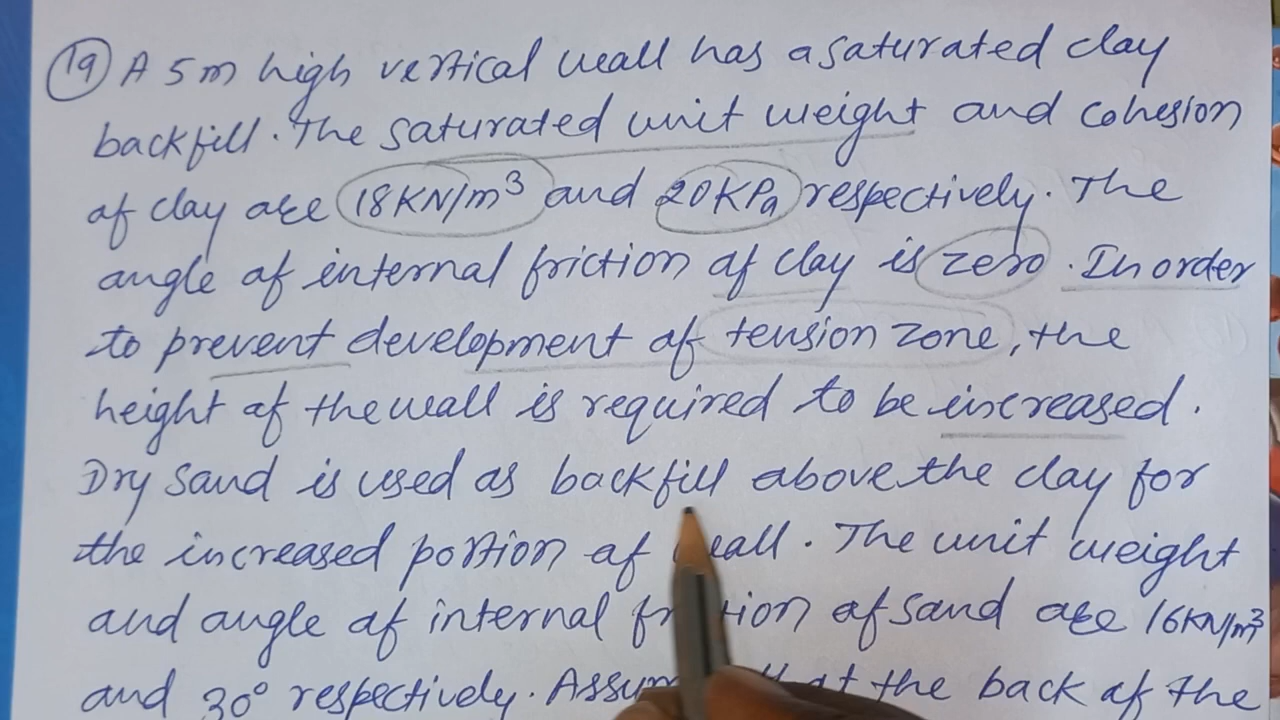 19 A 5m high vertical wall has a saturated clay
backfill. The saturated unit weight and cohesion
of clay are 18KN/m³ and 20KPa respectively. The
angle of internal friction of clay is zero. In order
to prevent development of tension zone, the
height of the wall is required to be increased.
Dry sand is used as backfill above the clay for
the increased portion of wall. The unit weight
and angle of internal friction of sand are 16KN/m³
and 30° respectively. the back of the